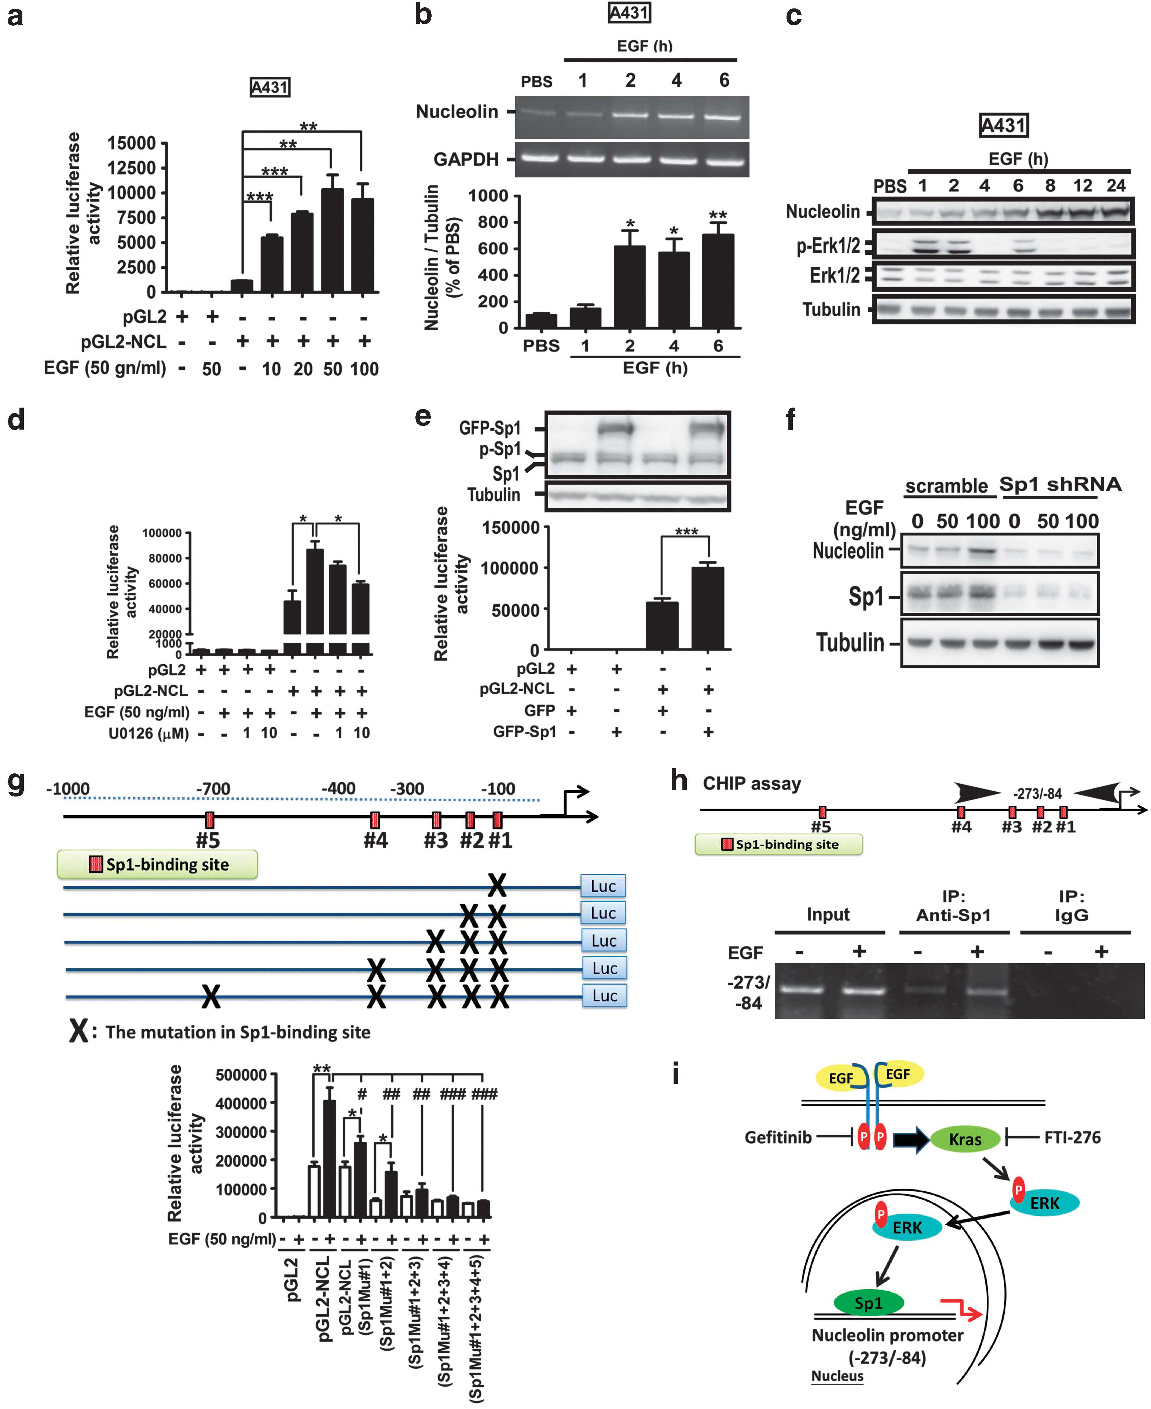 a
A431
Relative luciferase
activity
15000
12500
10000
7500
5000
2500
0
** 
**
***
***
pGL2 + + - - - - -
pGL2-NCL - - + + + + +
EGF (50 gn/ml) - 50 - 10 20 50 100
b
A431
EGF (h)
PBS 1 2 4 6
Nucleolin
GAPDH
Nucleolin / Tubulin
(% of PBS)
1000
800
600
400
200
0
* * **
PBS 1 2 4 6
EGF (h)
c
A431
EGF (h)
PBS 1 2 4 6 8 12 24
Nucleolin
p-Erk1/2
Erk1/2
Tubulin
d
Relative luciferase
activity
100000
80000
60000
40000
20000
1000
0
* *
pGL2 + + + + - - - -
pGL2-NCL - - - - + + + +
EGF (50 ng/ml) - + + + - + + +
U0126 (μM) - - 1 10 - - 1 10
e
GFP-Sp1
p-Sp1
Sp1
Tubulin
Relative luciferase
activity
150000
100000
50000
0
***
pGL2 + + - -
pGL2-NCL - - + +
GFP + - + -
GFP-Sp1 - + - +
f
scramble Sp1 shRNA
EGF
(ng/ml) 0 50 100 0 50 100
Nucleolin
Sp1
Tubulin
g
-1000 -700 -400 -300 -100
#5 #4 #3 #2 #1
Sp1-binding site
X Luc
X X Luc
X X X Luc
X X X X Luc
X X X X X Luc
X: The mutation in Sp1-binding site
Relative luciferase
activity
500000
400000
300000
200000
100000
0
** # ## ## ### ###
* *
EGF (50 ng/ml) - + - + - + - + - + - + - +
pGL2
pGL2-NCL
pGL2-NCL
(Sp1Mu#1)
(Sp1Mu#1+2)
(Sp1Mu#1+2+3)
(Sp1Mu#1+2+3+4)
(Sp1Mu#1+2+3+4+5)
h
CHIP assay
-273/-84
#5 #4 #3 #2 #1
Sp1-binding site
Input IP: Anti-Sp1 IP: IgG
EGF - + - + - +
-273/
-84
i
EGF EGF
Gefitinib P P Kras FTI-276
P
ERK
P
ERK
Sp1
Nucleolin promoter
(-273/-84)
Nucleus